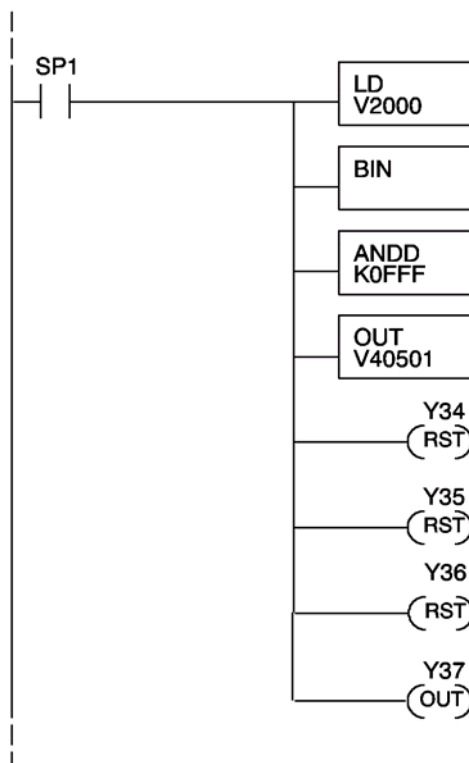 SP1
LD
V2000
BIN
ANDD
K0FFF
OUT
V40501
Y34
RST
Y35
RST
Y36
RST
Y37
OUT